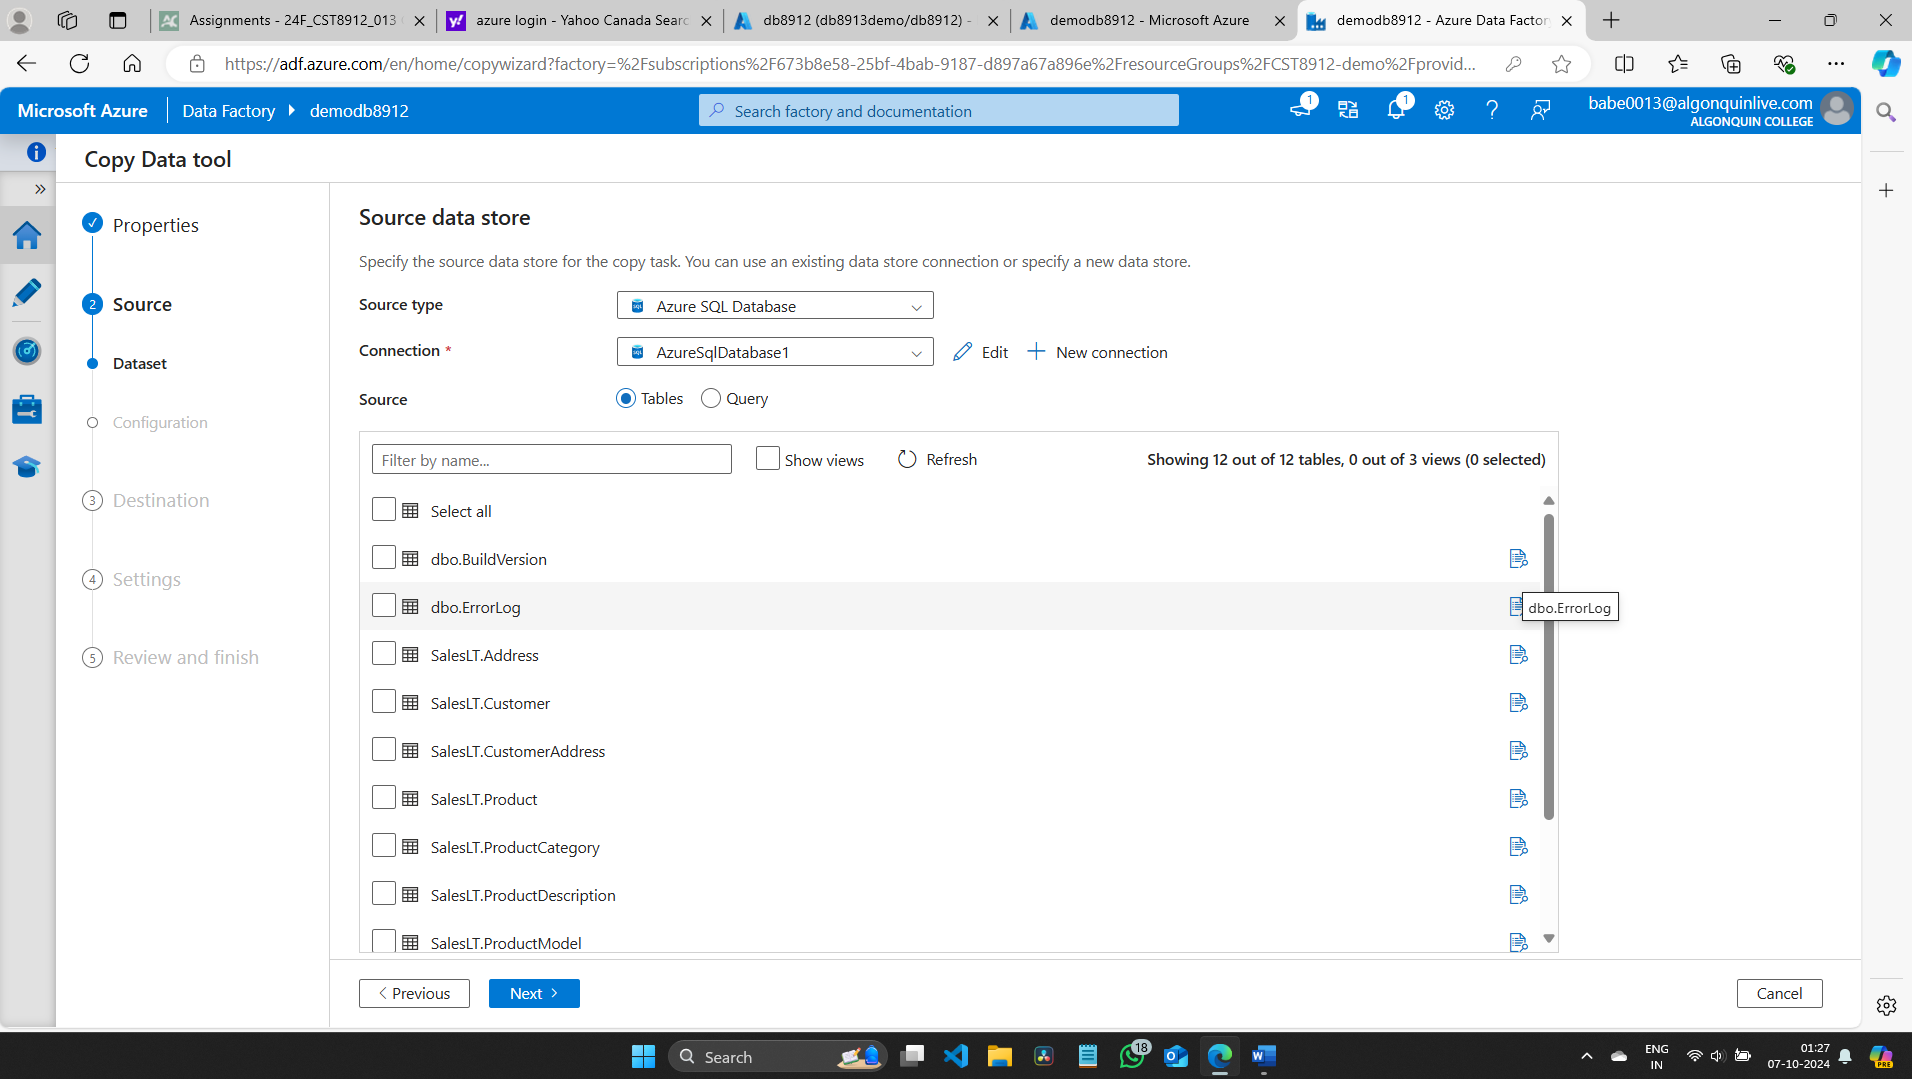 Assignments - 24F_CST8912_013
azure login - Yahoo Canada Searc
db8912 (db8913demo/db8912) -
demodb8912 - Microsoft Azure
demodb8912 - Azure Data Factory
https://adf.azure.com/en/home/copywizard?factory=%2Fsubscriptions%2F673b8e58-25bf-4bab-9187-d897a67a896e%2FresourceGroups%2FCST8912-demo%2Fprovid...
Microsoft Azure
Data Factory
demodb8912
Search factory and documentation
1
1
babe0013@algonquinlive.com
ALGONQUIN COLLEGE
Copy Data tool
Properties
2 Source
Dataset
Configuration
3 Destination
4 Settings
5 Review and finish
Source data store
Specify the source data store for the copy task. You can use an existing data store connection or specify a new data store.
Source type
Azure SQL Database
Connection *
AzureSqlDatabase1
Edit
New connection
Source
Tables
Query
Filter by name...
Show views
Refresh
Showing 12 out of 12 tables, 0 out of 3 views (0 selected)
Select all
dbo.BuildVersion
dbo.ErrorLog
dbo.ErrorLog
SalesLT.Address
SalesLT.Customer
SalesLT.CustomerAddress
SalesLT.Product
SalesLT.ProductCategory
SalesLT.ProductDescription
SalesLT.ProductModel
< Previous
Next >
Cancel
Search
18
ENG
IN
01:27
07-10-2024
PRE